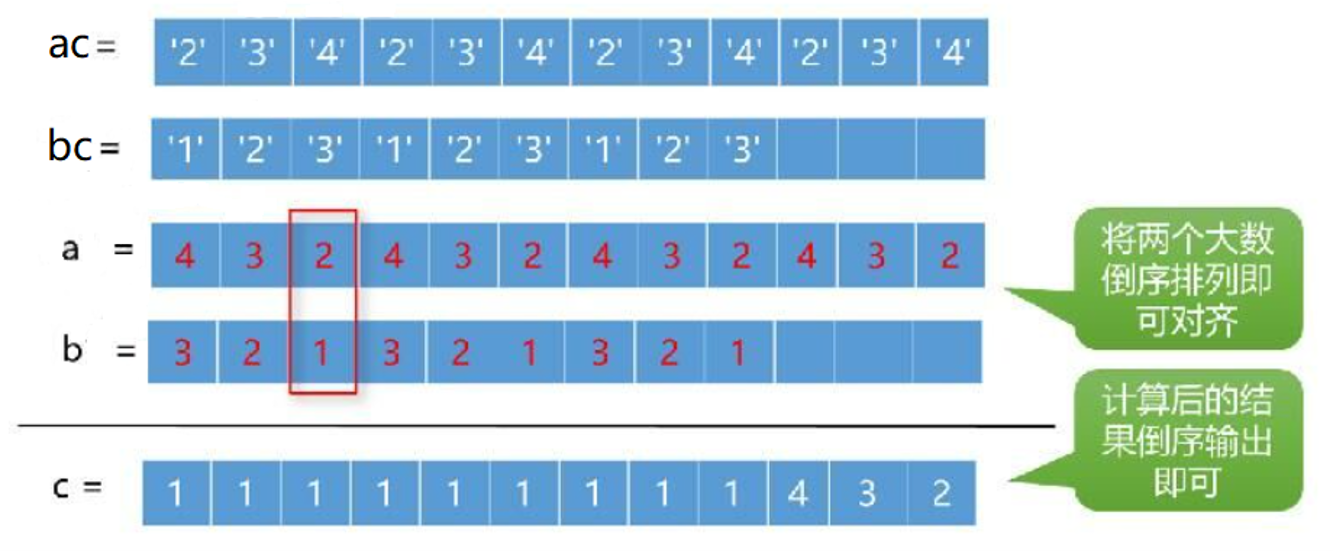 ac= '2' '3' '4' '2' '3' '4' '2' '3' '4' '2' '3' '4'
bc= '1' '2' '3' '1' '2' '3' '1' '2' '3'
a = 4 3 2 4 3 2 4 3 2 4 3 2
将两个大数
倒序排列即
可对齐
b = 3 2 1 3 2 1 3 2 1
计算后的结
果倒序输出
即可
c = 1 1 1 1 1 1 1 1 1 4 3 2